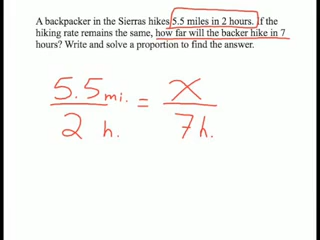 A backpacker in the Sierras hikes 5.5 miles in 2 hours. If the
hiking rate remains the same, how far will the backer hike in 7
hours? Write and solve a proportion to find the answer.
5.5 mi. = x
2 h. 7h.